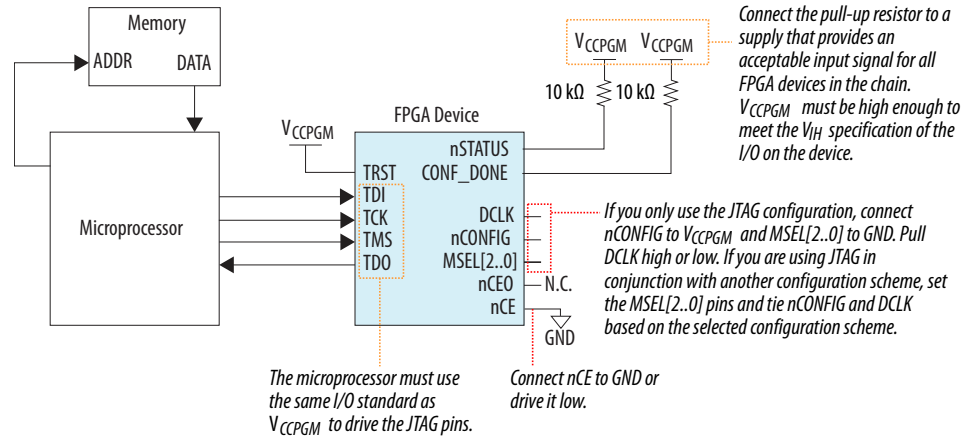 Memory
ADDR
DATA
Microprocessor
VCCPGM
FPGA Device
TRST
TDI
TCK
TMS
TDO
nSTATUS
CONF_DONE
DCLK
nCONFIG
MSEL[2..0]
nCEO
nCE
VCCPGM
VCCPGM
10 kΩ
10 kΩ
N.C.
GND
Connect the pull-up resistor to a
supply that provides an
acceptable input signal for all
FPGA devices in the chain.
VCCPGM must be high enough to
meet the VIH specification of the
I/O on the device.
If you only use the JTAG configuration, connect
nCONFIG to VCCPGM and MSEL[2..0] to GND. Pull
DCLK high or low. If you are using JTAG in
conjunction with another configuration scheme, set
the MSEL[2..0] pins and tie nCONFIG and DCLK
based on the selected configuration scheme.
The microprocessor must use
the same I/O standard as
VCCPGM to drive the JTAG pins.
Connect nCE to GND or
drive it low.